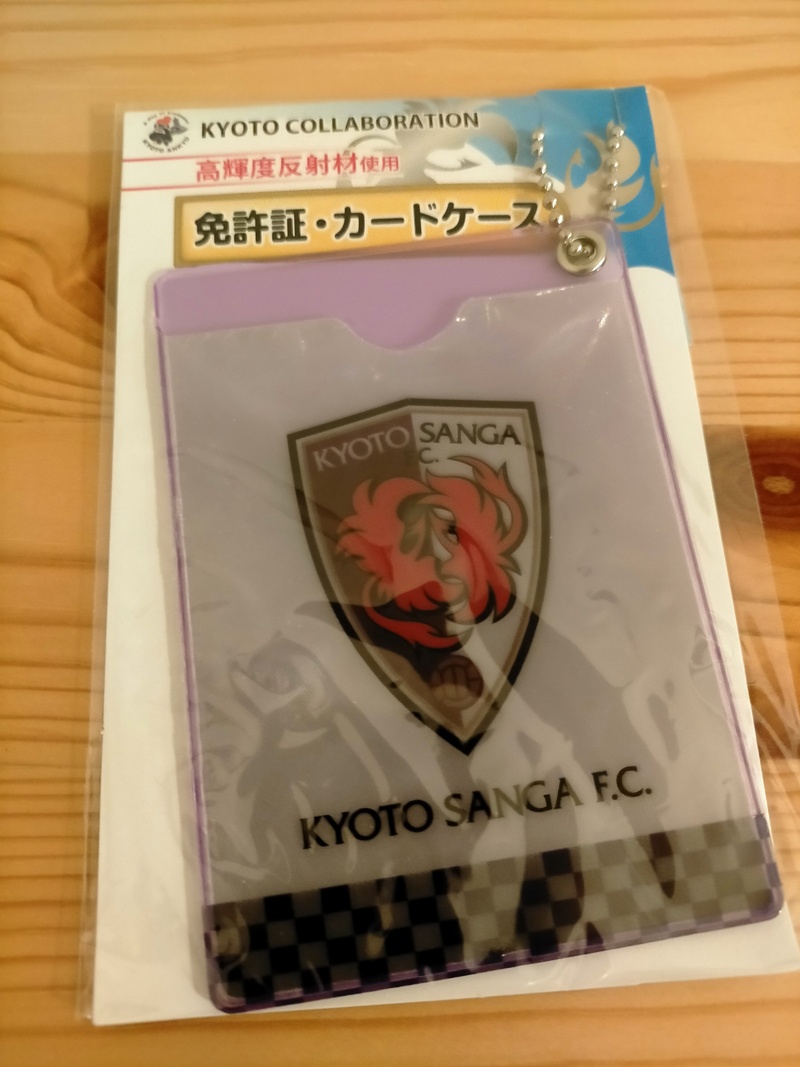 KYOTO COLLABORATION
高輝度反射材使用
免許証・カードケース
KYOTO SANGA
C.
KYOTO SANGA F.C.